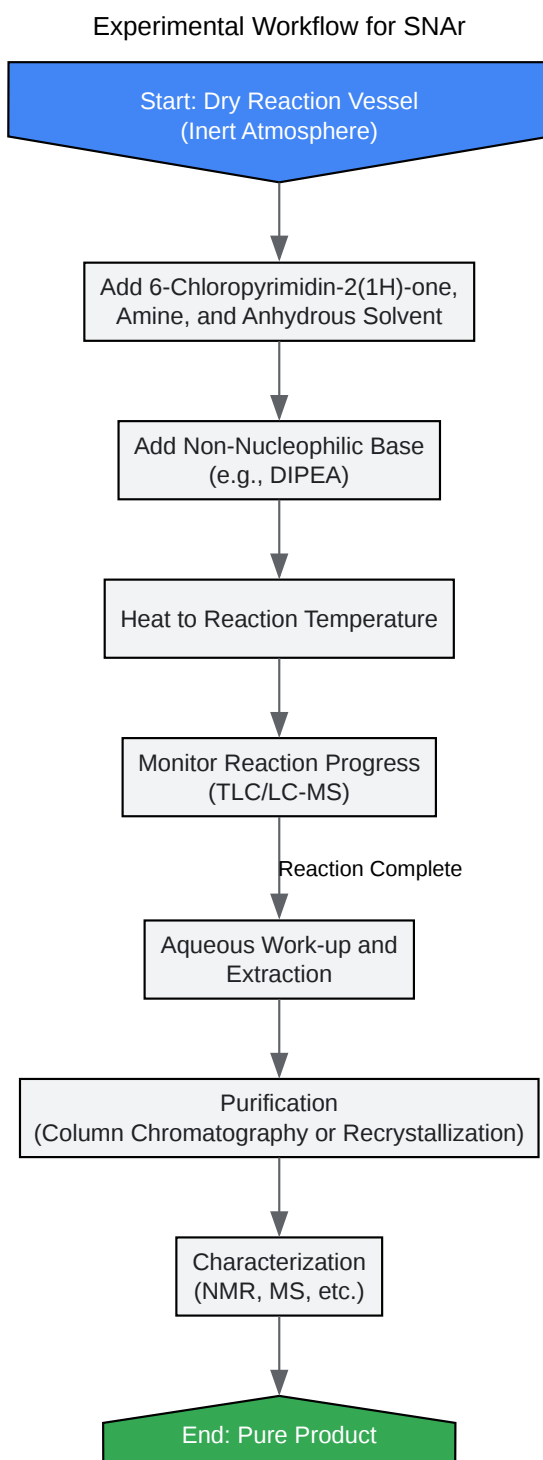 Experimental Workflow for SNAr
Start: Dry Reaction Vessel
(Inert Atmosphere)
Add 6-Chloropyrimidin-2(1H)-one,
Amine, and Anhydrous Solvent
Add Non-Nucleophilic Base
(e.g., DIPEA)
Heat to Reaction Temperature
Monitor Reaction Progress
(TLC/LC-MS)
Reaction Complete
Aqueous Work-up and
Extraction
Purification
(Column Chromatography or Recrystallization)
Characterization
(NMR, MS, etc.)
End: Pure Product